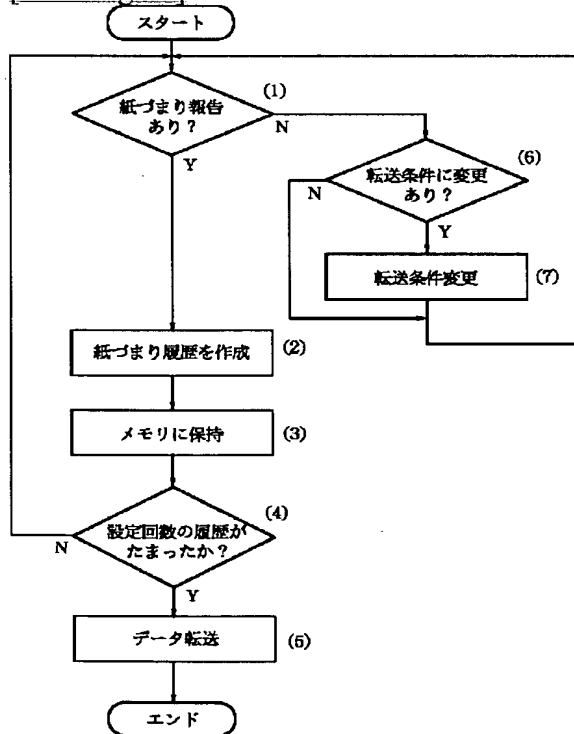 スタート
紙づまり報告
あり？
(1)
N
Y
転送条件に変更
あり？
(6)
N
Y
転送条件変更
(7)
紙づまり履歴を作成
(2)
メモリに保持
(3)
設定回数の履歴が
たまったか？
(4)
N
Y
データ転送
(5)
エンド